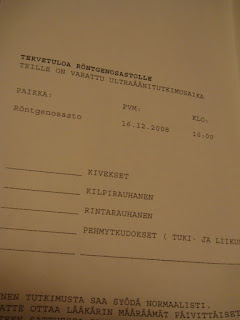 TERVETULOA RÖNTGENOSASTOLLE
TEILLE ON VARATTU ULTRAÄÄNITUTKIMUSAIKA
PAIKKA: PVM: KLO:
Röntgenosasto 16.12.2008 10:00
KIVEKSET
KILPIRAUHANEN
RINTARAUHANEN
PEHMYTKUDOKSET ( TUKI- JA LIIKU
NEN TUTKIMUSTA SAA SYÖDÄ NORMAALISTI.
ATTE OTTAA LÄÄKÄRIN MÄÄRÄÄMÄT PÄIVITTÄISET